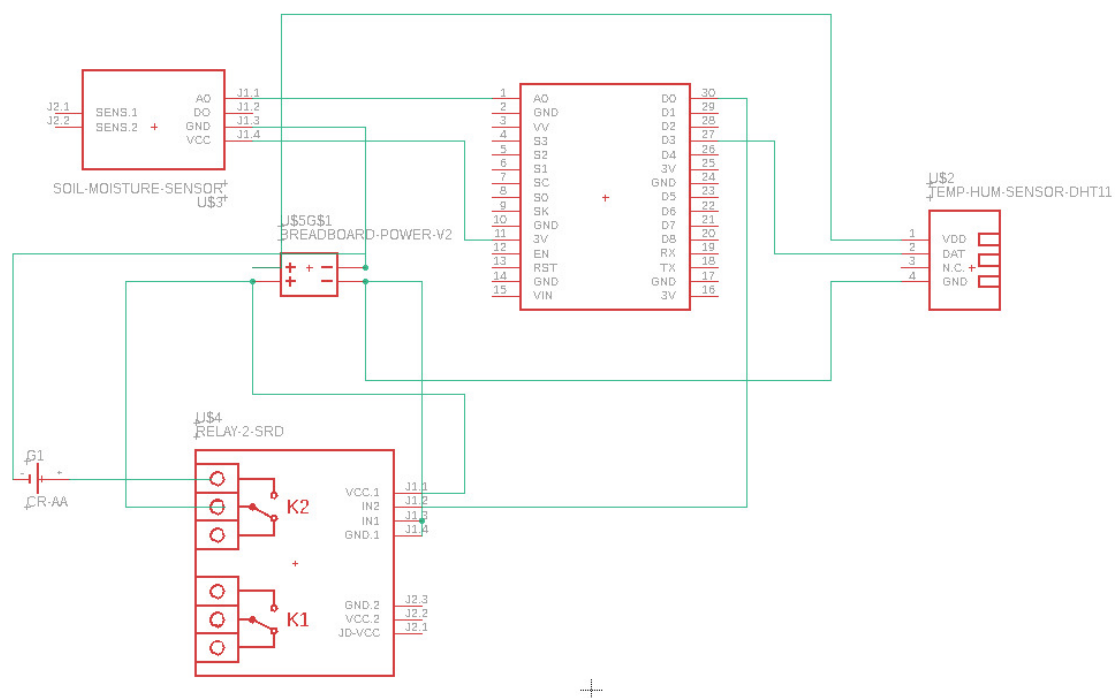 J2.1
J2.2
SENS.1
SENS.2
AO
DO
GND
VCC
J1.1
J1.2
J1.3
J1.4
SOIL-MOISTURE-SENSOR
U$3
1
2
3
4
5
6
7
8
9
10
11
12
13
14
15
A0
GND
VV
S3
S2
S1
SC
SO
SK
GND
3V
EN
RST
GND
VIN
D0
D1
D2
D3
D4
3V
GND
D5
D6
D7
D8
RX
TX
GND
3V
30
29
28
27
26
25
24
23
22
21
20
19
18
17
16
U$2
TEMP-HUM-SENSOR-DHT11
1 VDD
2 DAT
3 N.C.
4 GND
U$5G$1
BREADBOARD-POWER-V2
+ + -
+ -
U$4
RELAY-2-SRD
G1
- +
CR-AA
K2
VCC.1 J1.1
IN2 J1.2
IN1 J1.3
GND.1 J1.4
K1
GND.2 J2.3
VCC.2 J2.2
JD-VCC J2.1